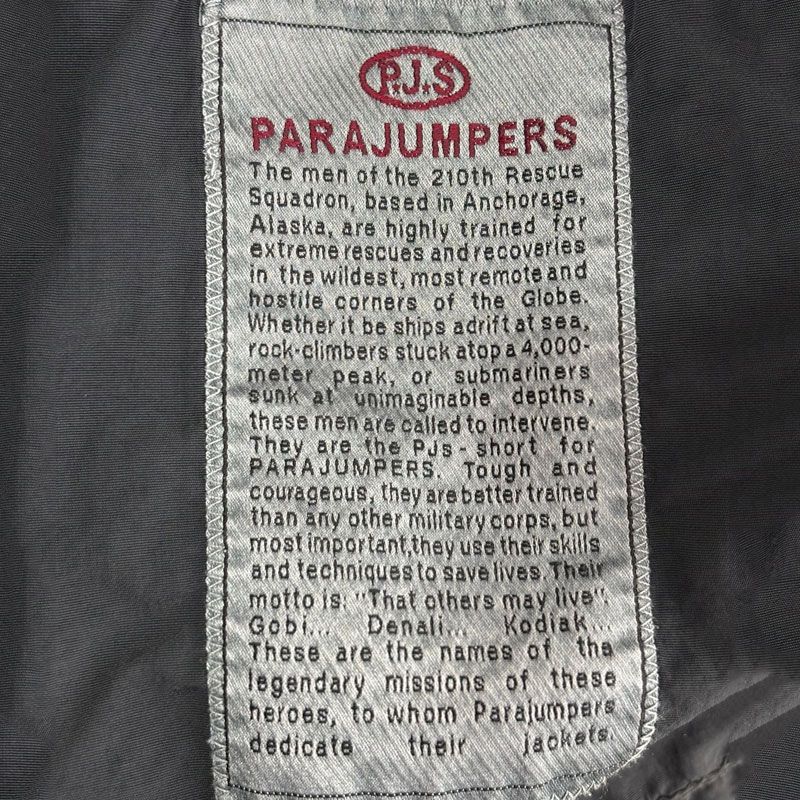 P.J.S
PARAJUMPERS
The men of the 210th Rescue
Squadron, based in Anchorage,
Alaska, are highly trained for
extreme rescues and recoveries
in the wildest, most remote and
hostile corners of the Globe.
Whether it be ships adrift at sea,
rock-climbers stuck atop a 4,000-
meter peak, or submariners
sunk at unimaginable depths,
these men are called to intervene.
They are the PJs - short for
PARAJUMPERS. Tough and
courageous, they are better trained
than any other military corps, but
most important, they use their skills
and techniques to save lives. Their
motto is: "That others may live".
Gobi... Denali... Kodiak...
These are the names of the
legendary missions of these
heroes, to whom Parajumpers
dedicate their jackets.